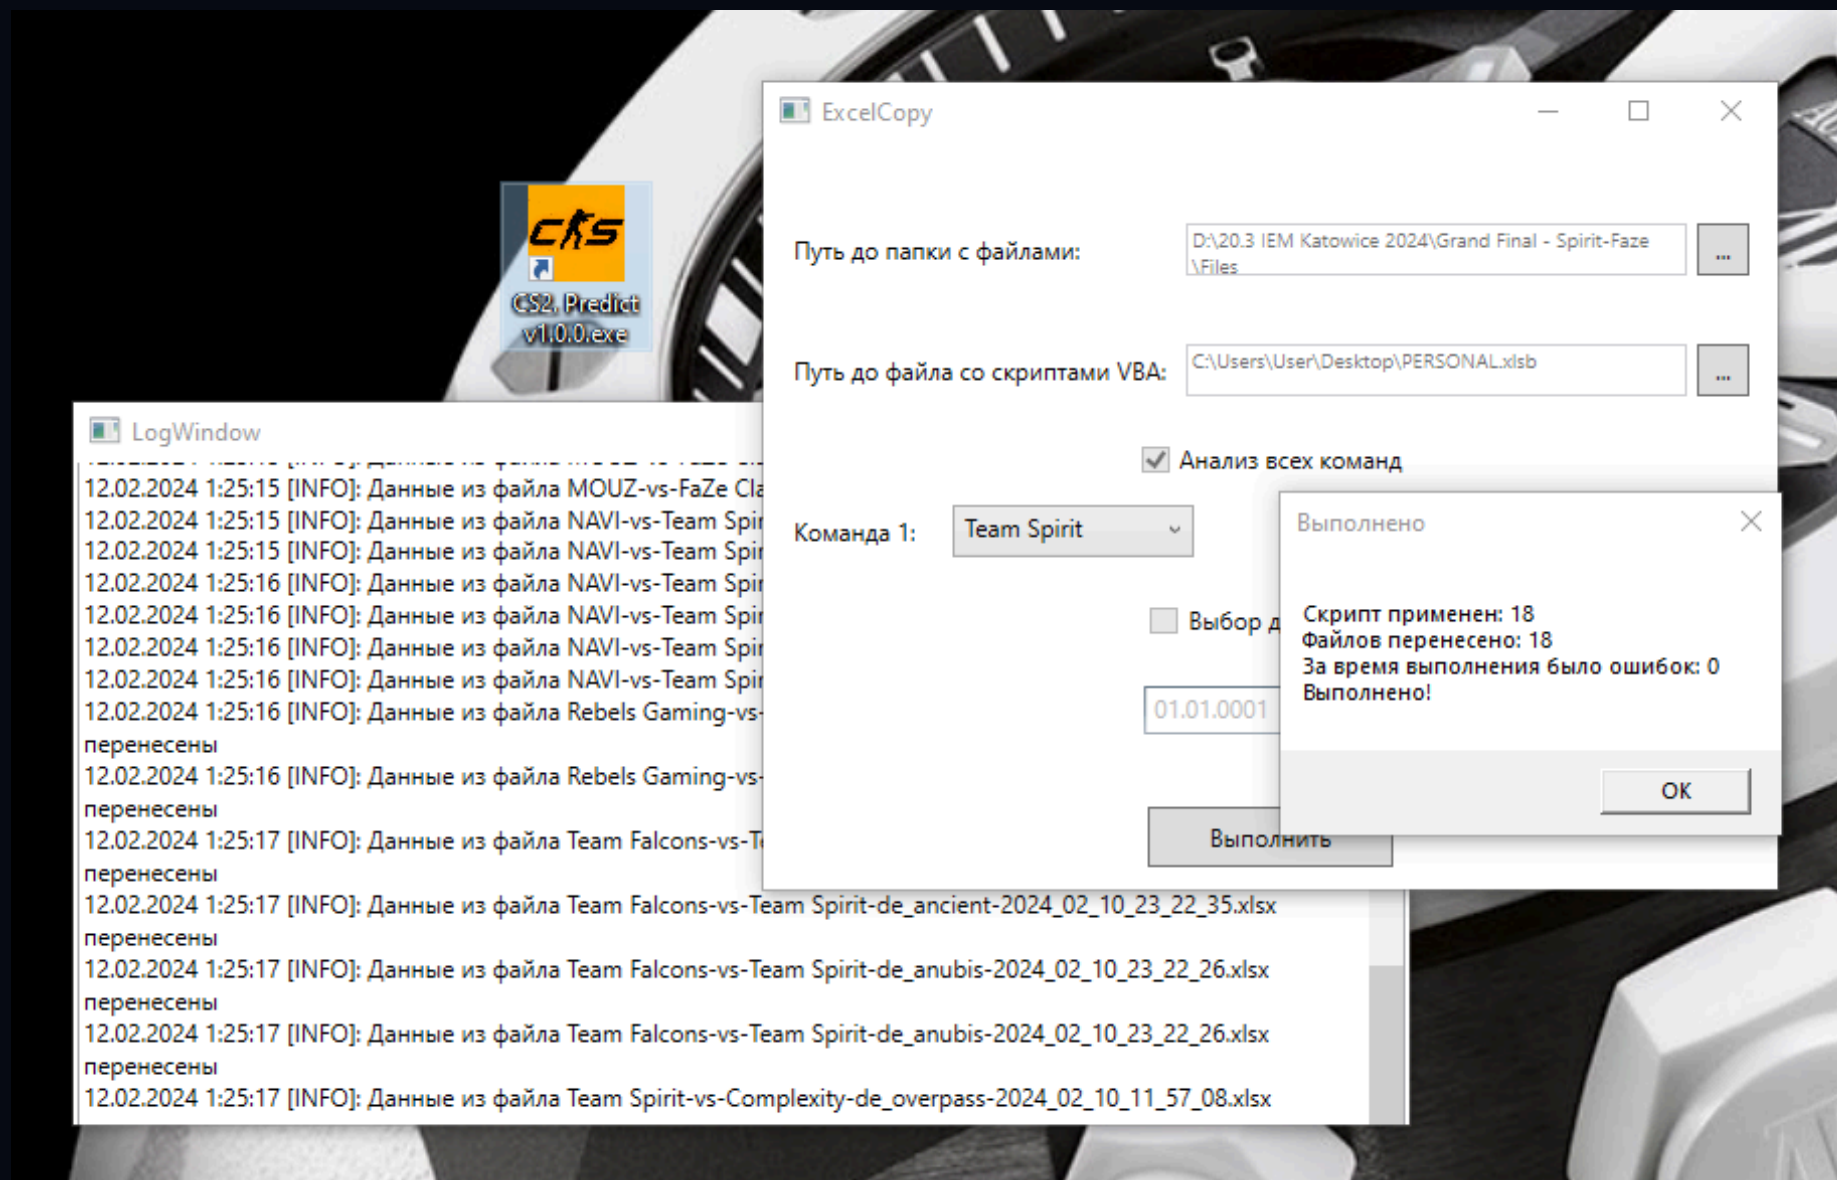 ExcelCopy
Путь до папки с файлами:
D:\20.3 IEM Katowice 2024\Grand Final - Spirit-Faze
\Files
...
CS2. Predict
v1.0.0.exe
Путь до файла со скриптами VBA:
C:\Users\User\Desktop\PERSONAL.xlsb
...
Анализ всех команд
Команда 1:
Team Spirit
Выбор д
01.01.0001
Выполнить
Выполнено
Скрипт применен: 18
Файлов перенесено: 18
За время выполнения было ошибок: 0
Выполнено!
OK
LogWindow
12.02.2024 1:25:15 [INFO]: Данные из файла MOUZ-vs-FaZe Cla
12.02.2024 1:25:15 [INFO]: Данные из файла NAVI-vs-Team Spir
12.02.2024 1:25:15 [INFO]: Данные из файла NAVI-vs-Team Spir
12.02.2024 1:25:16 [INFO]: Данные из файла NAVI-vs-Team Spir
12.02.2024 1:25:16 [INFO]: Данные из файла NAVI-vs-Team Spir
12.02.2024 1:25:16 [INFO]: Данные из файла NAVI-vs-Team Spir
12.02.2024 1:25:16 [INFO]: Данные из файла NAVI-vs-Team Spir
12.02.2024 1:25:16 [INFO]: Данные из файла Rebels Gaming-vs-
перенесены
12.02.2024 1:25:16 [INFO]: Данные из файла Rebels Gaming-vs-
перенесены
12.02.2024 1:25:17 [INFO]: Данные из файла Team Falcons-vs-Te
перенесены
12.02.2024 1:25:17 [INFO]: Данные из файла Team Falcons-vs-Team Spirit-de_ancient-2024_02_10_23_22_35.xlsx
перенесены
12.02.2024 1:25:17 [INFO]: Данные из файла Team Falcons-vs-Team Spirit-de_anubis-2024_02_10_23_22_26.xlsx
перенесены
12.02.2024 1:25:17 [INFO]: Данные из файла Team Falcons-vs-Team Spirit-de_anubis-2024_02_10_23_22_26.xlsx
перенесены
12.02.2024 1:25:17 [INFO]: Данные из файла Team Spirit-vs-Complexity-de_overpass-2024_02_10_11_57_08.xlsx